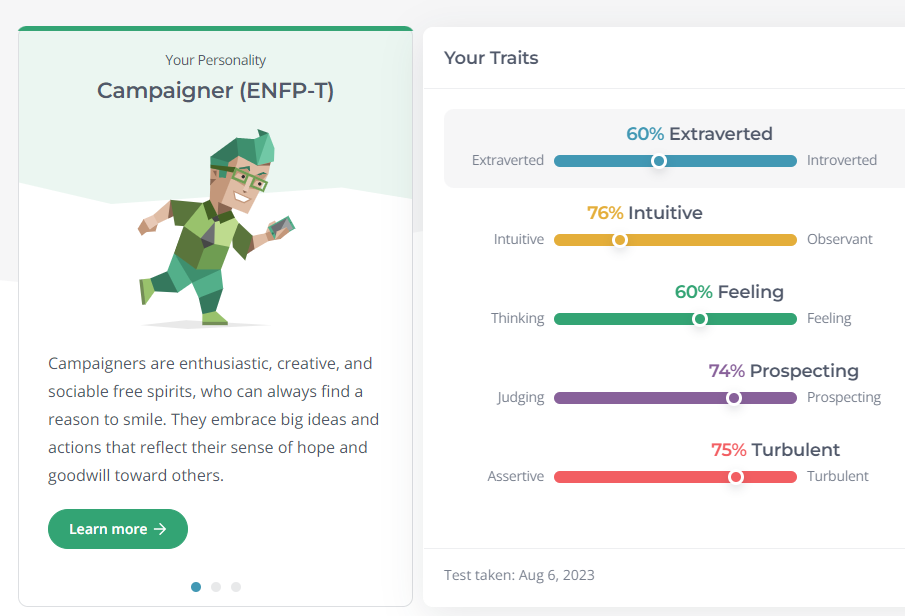 Your Personality
Campaigner (ENFP-T)
Campaigners are enthusiastic, creative, and
sociable free spirits, who can always find a
reason to smile. They embrace big ideas and
actions that reflect their sense of hope and
goodwill toward others.
Learn more →
Your Traits
60% Extraverted
Extraverted Introverted
76% Intuitive
Intuitive Observant
60% Feeling
Thinking Feeling
74% Prospecting
Judging Prospecting
75% Turbulent
Assertive Turbulent
Test taken: Aug 6, 2023